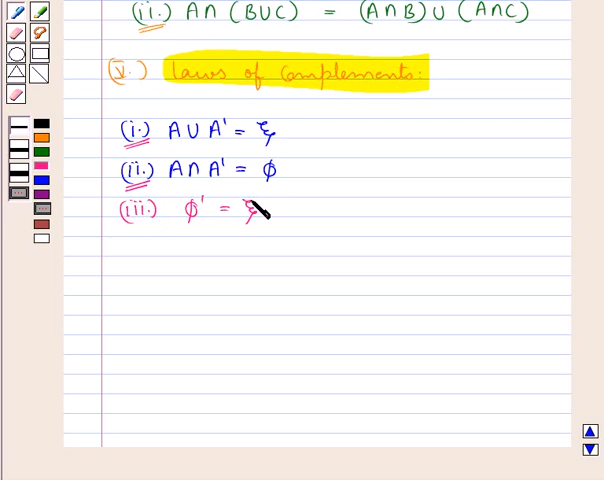 (ii.) A∩ (B∪C) = (A∩B) ∪ (A∩C)
(V.) Laws of Complements:
(i.) A ∪ A' = ξ
(ii.) A ∩ A' = ϕ
(iii.) ϕ' = ξ